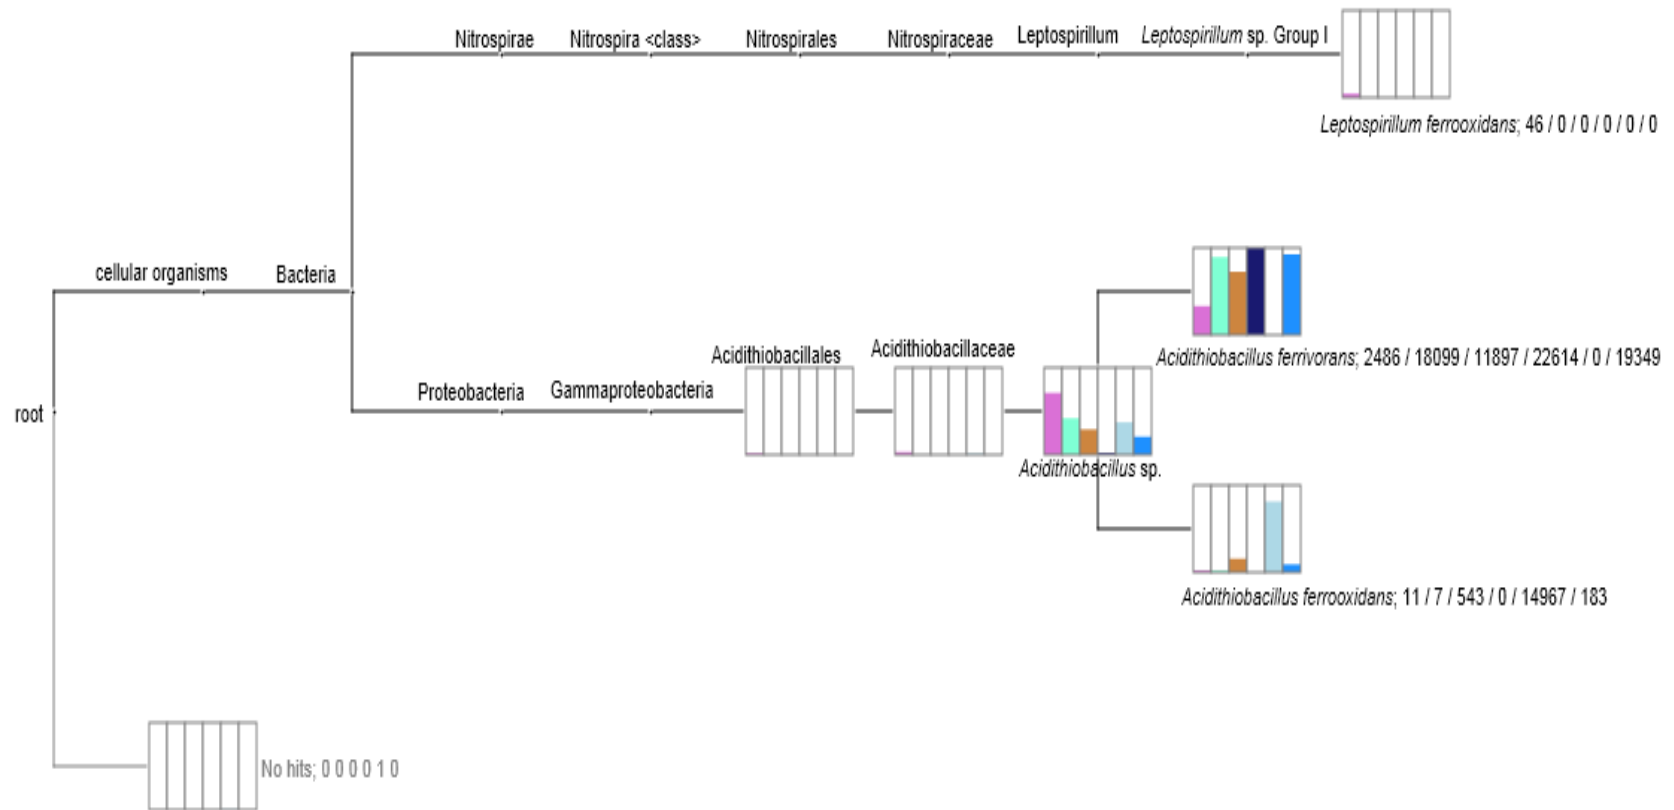 Nitrospirae
Nitrospira <class>
Nitrospirales
Nitrospiraceae
Leptospirillum
Leptospirillum sp. Group I
Leptospirillum ferrooxidans; 46 / 0 / 0 / 0 / 0 / 0
cellular organisms
Bacteria
Acidithiobacillus ferrivorans; 2486 / 18099 / 11897 / 22614 / 0 / 19349
root
Proteobacteria
Gammaproteobacteria
Acidithiobacillales
Acidithiobacillaceae
Acidithiobacillus sp.
Acidithiobacillus ferrooxidans; 11 / 7 / 543 / 0 / 14967 / 183
No hits; 0 0 0 0 1 0